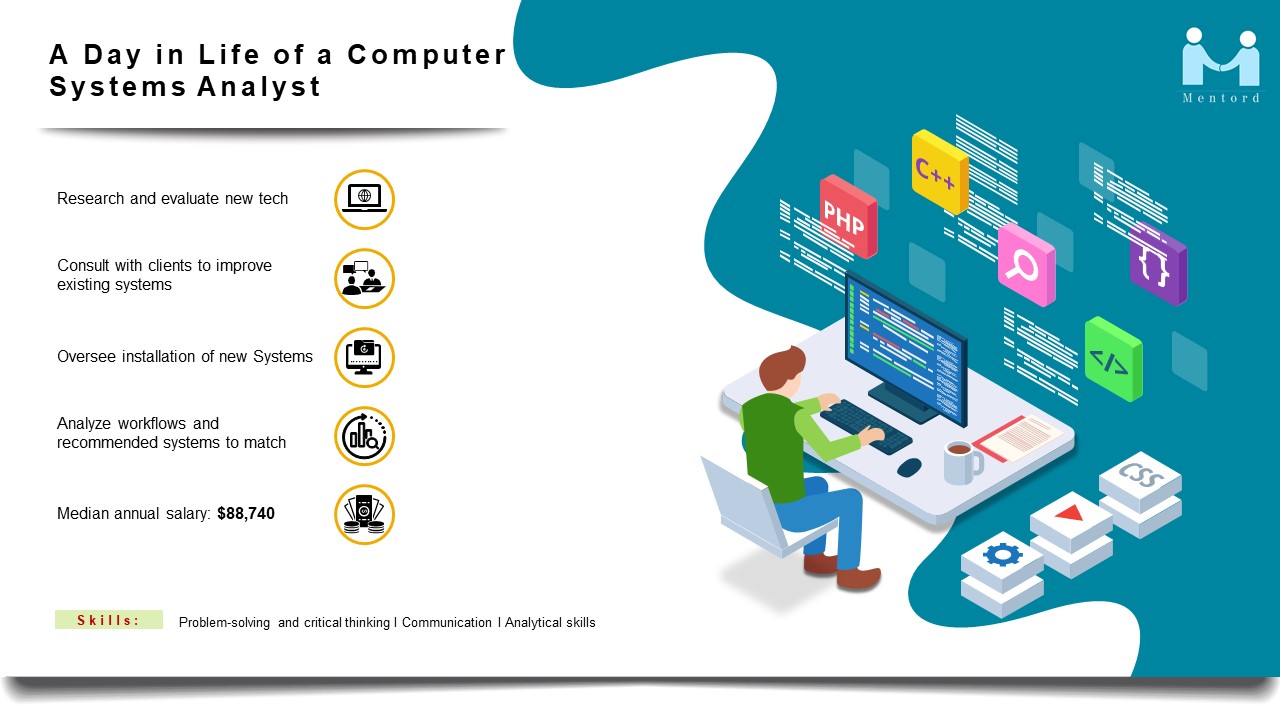 A Day in Life of a Computer
Systems Analyst
Mentord
Research and evaluate new tech
Consult with clients to improve
existing systems
Oversee installation of new Systems
Analyze workflows and
recommended systems to match
Median annual salary: $88,740
Skills:
Problem-solving and critical thinking I Communication I Analytical skills
PHP
C++
{}
</>
CSS